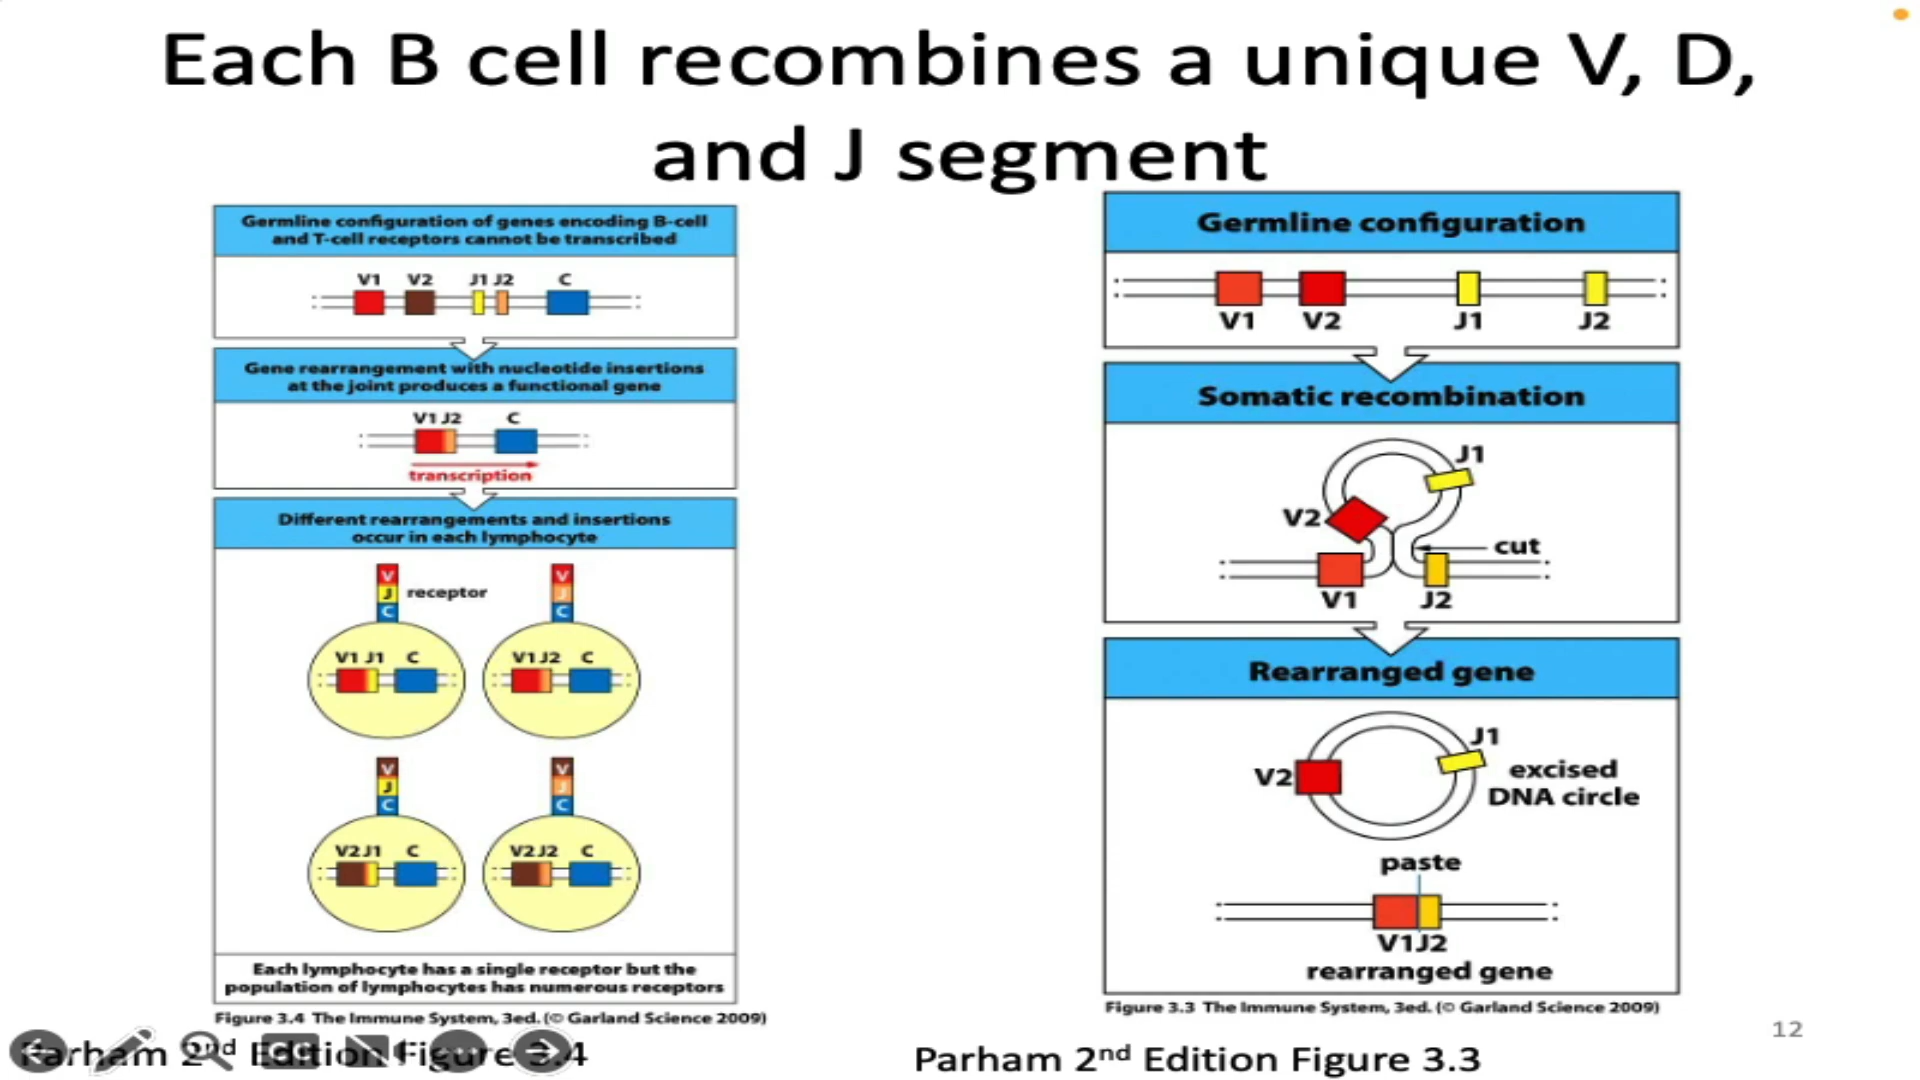 Each B cell recombines a unique V, D,
and J segment
Germline configuration of genes encoding B-cell
and T-cell receptors cannot be transcribed
V1 V2 J1 J2 C
Gene rearrangement with nucleotide insertions
at the joint produces a functional gene
V1 J2 C
transcription
Different rearrangements and insertions
occur in each lymphocyte
V V
J receptor J
C C
V1 J1 C V1 J2 C
V V
J J
C C
V2 J1 C V2 J2 C
Each lymphocyte has a single receptor but the
population of lymphocytes has numerous receptors
Figure 3.4 The Immune System, 3ed. (© Garland Science 2009)
Parham 2nd Edition Figure 3.4
Germline configuration
V1 V2 J1 J2
Somatic recombination
J1
V2
cut
V1 J2
Rearranged gene
J1
V2
excised
DNA circle
paste
V1J2
rearranged gene
Figure 3.3 The Immune System, 3ed. (© Garland Science 2009)
Parham 2nd Edition Figure 3.3
12